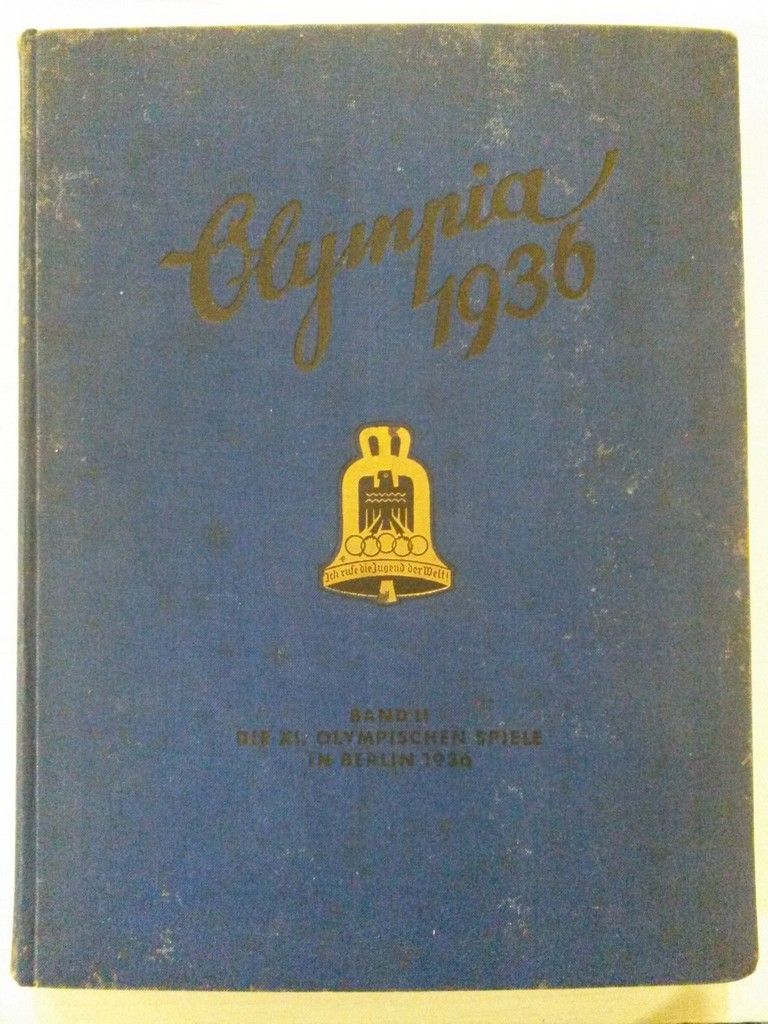 Olympia
1936
Ich rufe die Jugend der Welt!
BAND II
DIE XI. OLYMPISCHEN SPIELE
IN BERLIN 1936